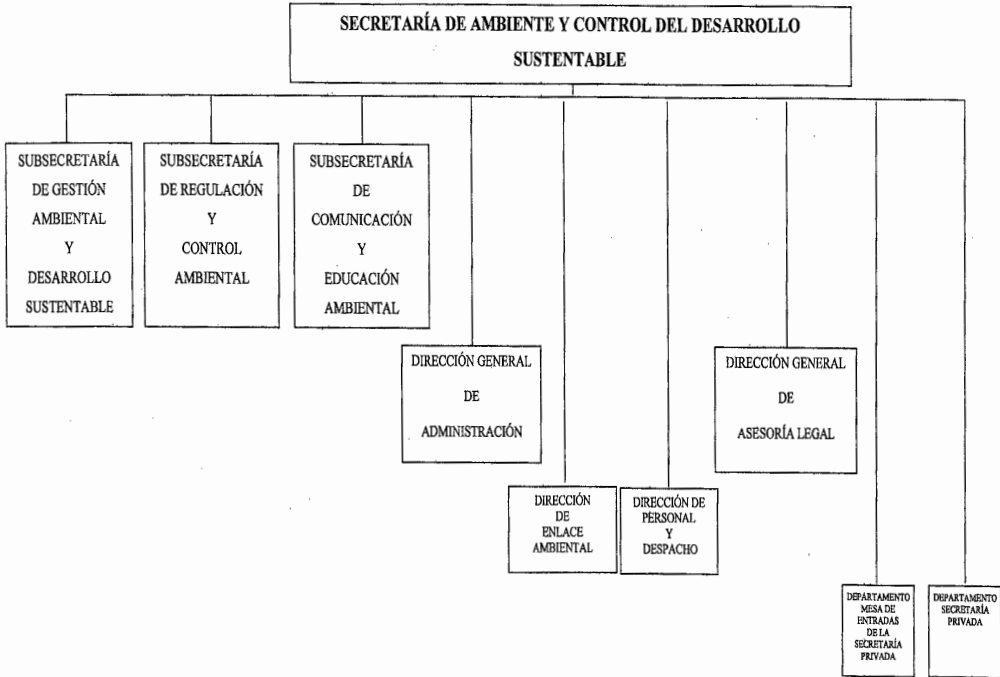 SECRETARÍA DE AMBIENTE Y CONTROL DEL DESARROLLO
SUSTENTABLE
SUBSECRETARÍA
DE GESTIÓN
AMBIENTAL
Y
DESARROLLO
SUSTENTABLE
SUBSECRETARÍA
DE REGULACIÓN
Y
CONTROL
AMBIENTAL
SUBSECRETARÍA
DE
COMUNICACIÓN
Y
EDUCACIÓN
AMBIENTAL
DIRECCIÓN GENERAL
DE
ADMINISTRACIÓN
DIRECCIÓN GENERAL
DE
ASESORÍA LEGAL
DIRECCIÓN
DE
ENLACE
AMBIENTAL
DIRECCIÓN DE
PERSONAL
Y
DESPACHO
DEPARTAMENTO
MESA DE
ENTRADAS
DE LA
SECRETARÍA
PRIVADA
DEPARTAMENTO
SECRETARÍA
PRIVADA